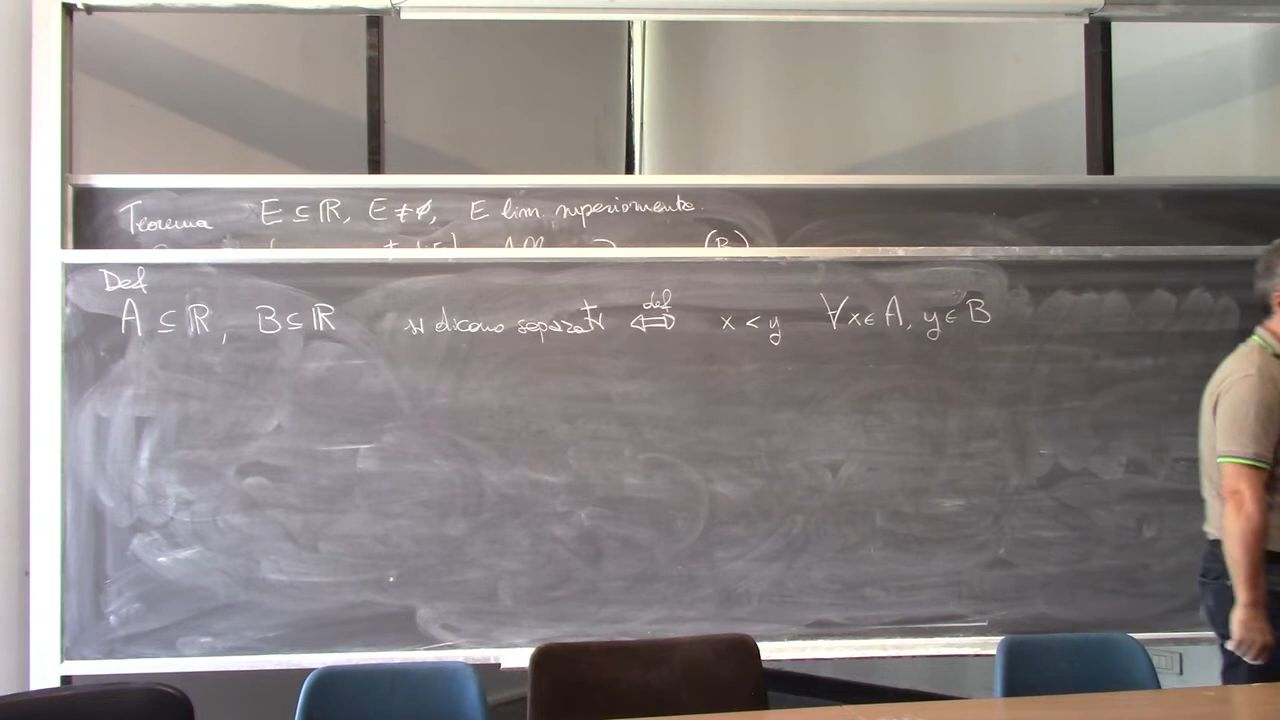 Teorema E ⊆ ℝ, E ≠ ∅, E lim. superiormente.
Def
A ⊆ ℝ, B ⊆ ℝ si dicono separati ⇔ def x < y ∀x ∈ A, y ∈ B